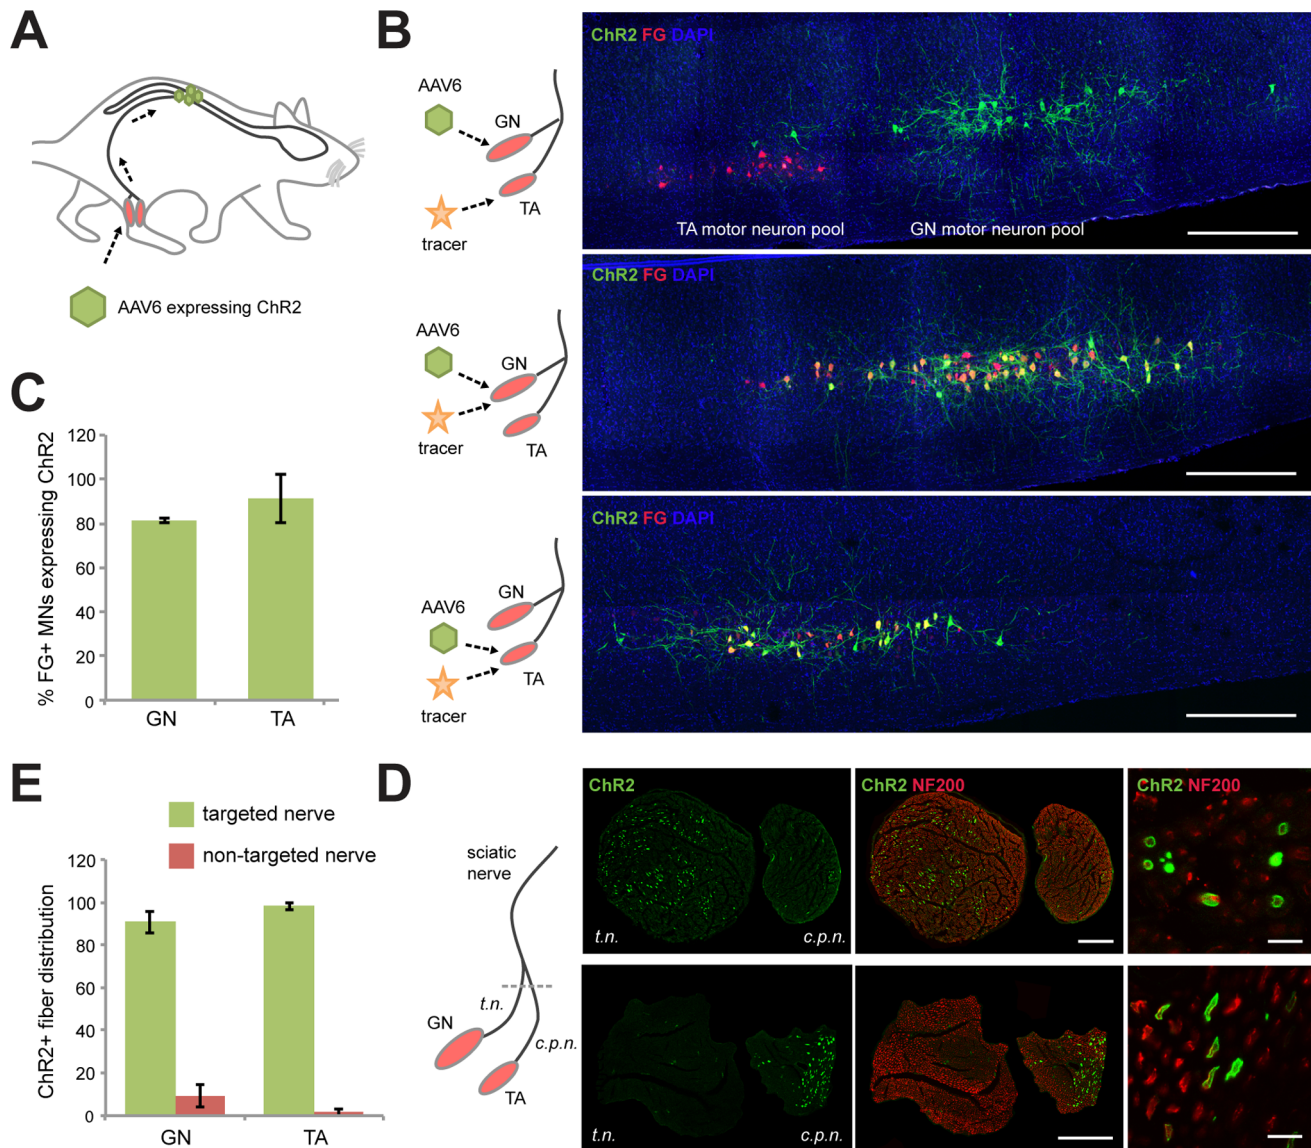 A
AAV6 expressing ChR2
B
AAV6
GN
TA
tracer
ChR2 FG DAPI
TA motor neuron pool
GN motor neuron pool
AAV6
GN
tracer
TA
ChR2 FG DAPI
GN
AAV6
TA
tracer
ChR2 FG DAPI
C
% FG+ MNs expressing ChR2
120
100
80
60
40
20
0
GN
TA
E
targeted nerve
non-targeted nerve
ChR2+ fiber distribution
120
100
80
60
40
20
0
GN
TA
D
sciatic
nerve
t.n.
GN
c.p.n.
TA
ChR2
t.n.
c.p.n.
ChR2 NF200
ChR2 NF200
t.n.
c.p.n.